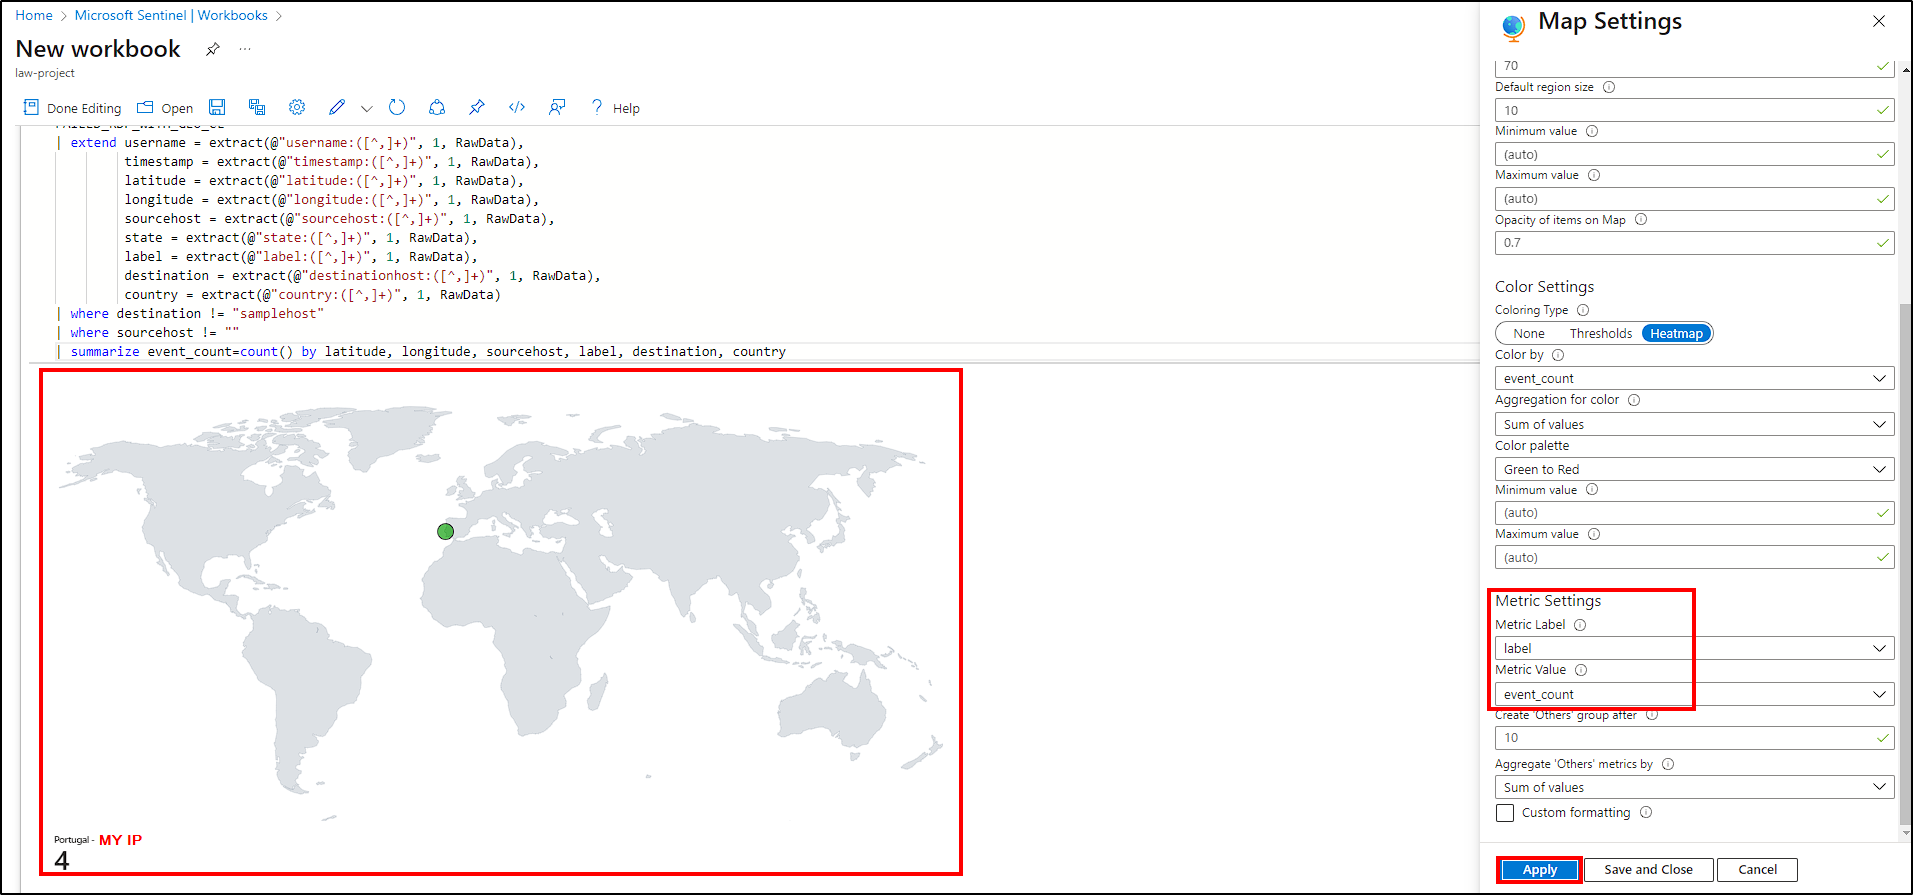 Home > Microsoft Sentinel | Workbooks >
New workbook ...
law-project
Done Editing Open Help
FAILED_RDP_WITH_GEO_CL
| extend username = extract(@"username:([^,]+)", 1, RawData),
timestamp = extract(@"timestamp:([^,]+)", 1, RawData),
latitude = extract(@"latitude:([^,]+)", 1, RawData),
longitude = extract(@"longitude:([^,]+)", 1, RawData),
sourcehost = extract(@"sourcehost:([^,]+)", 1, RawData),
state = extract(@"state:([^,]+)", 1, RawData),
label = extract(@"label:([^,]+)", 1, RawData),
destination = extract(@"destinationhost:([^,]+)", 1, RawData),
country = extract(@"country:([^,]+)", 1, RawData)
| where destination != "samplehost"
| where sourcehost != ""
| summarize event_count=count() by latitude, longitude, sourcehost, label, destination, country
Portugal - MY IP
4
Map Settings
70
Default region size
10
Minimum value
(auto)
Maximum value
(auto)
Opacity of items on Map
0.7
Color Settings
Coloring Type
None Thresholds Heatmap
Color by
event_count
Aggregation for color
Sum of values
Color palette
Green to Red
Minimum value
(auto)
Maximum value
(auto)
Metric Settings
Metric Label
label
Metric Value
event_count
Create 'Others' group after
10
Aggregate 'Others' metrics by
Sum of values
Custom formatting
Apply Save and Close Cancel